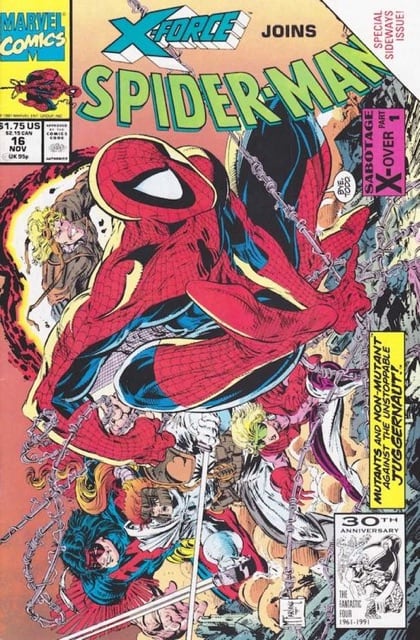 MARVEL
COMICS
M
X-FORCE
JOINS
SPECIAL
SIDEWAYS
ISSUE!
SPIDER-MAN
$1.75 US
$2.15 CAN
16
NOV
UK 95p
APPROVED
BY THE
COMICS
CODE
AUTHORITY
SABOTAGE
PART
X-OVER 1
BYE!
TODD
MUTANTS AND NON-MUTANT
AGAINST THE UNSTOPPABLE
JUGGERNAUT!
30TH
ANNIVERSARY
THE
FANTASTIC
FOUR
1961-1991